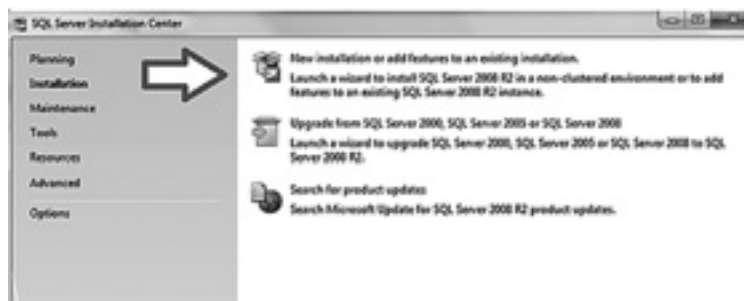 SQL Server Installation Center
Planning
Installation
Maintenance
Tools
Resources
Advanced
Options
New installation or add features to an existing installation.
Launch a wizard to install SQL Server 2008 R2 in a non-clustered environment or to add
features to an existing SQL Server 2008 R2 instance.
Upgrade from SQL Server 2000, SQL Server 2005 or SQL Server 2008
Launch a wizard to upgrade SQL Server 2000, SQL Server 2005 or SQL Server 2008 to SQL
Server 2008 R2.
Search for product updates
Search Microsoft Update for SQL Server 2008 R2 product updates.